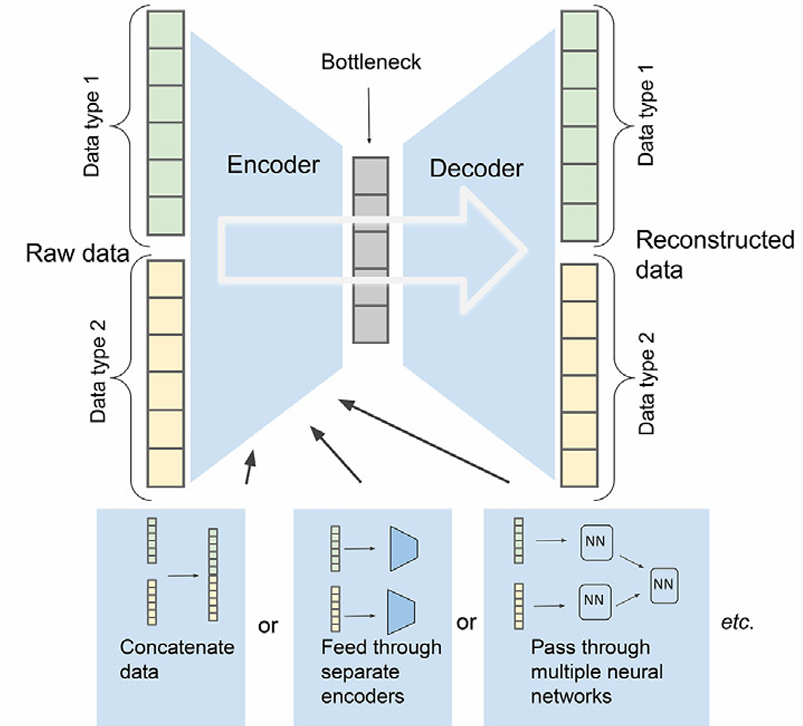 Data type 1
Data type 2
Raw data
Encoder
Bottleneck
Decoder
Data type 1
Data type 2
Reconstructed
data
Concatenate
data
or
Feed through
separate
encoders
or
NN
NN
NN
Pass through
multiple neural
networks
etc.